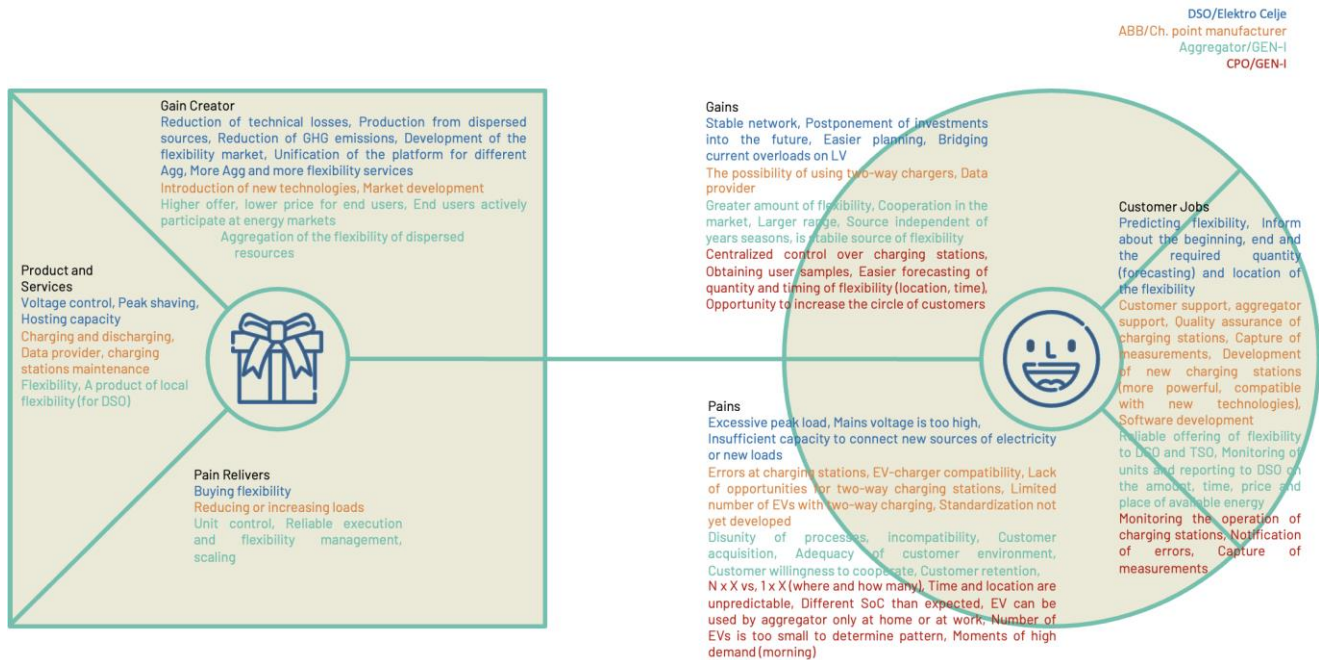 DSO/Elektro Celje
ABB/Ch. point manufacturer
Aggregator/GEN-I
CPO/GEN-I
Gain Creator
Reduction of technical losses, Production from dispersed
sources, Reduction of GHG emissions, Development of the
flexibility market, Unification of the platform for different
Agg, More Agg and more flexibility services
Introduction of new technologies, Market development
Higher offer, lower price for end users, End users actively
participate at energy markets
Aggregation of the flexibility of dispersed
resources
Product and
Services
Voltage control, Peak shaving,
Hosting capacity
Charging and discharging,
Data provider, charging
stations maintenance
Flexibility, A product of local
flexibility (for DSO)
Pain Relivers
Buying flexibility
Reducing or increasing loads
Unit control, Reliable execution
and flexibility management,
scaling
Gains
Stable network, Postponement of investments
into the future, Easier planning, Bridging
current overloads on LV
The possibility of using two-way chargers, Data
provider
Greater amount of flexibility, Cooperation in the
market, Larger range, Source independent of
years seasons, is stabile source of flexibility
Centralized control over charging stations,
Obtaining user samples, Easier forecasting of
quantity and timing of flexibility (location, time),
Opportunity to increase the circle of customers
Pains
Excessive peak load, Mains voltage is too high,
Insufficient capacity to connect new sources of electricity
or new loads
Errors at charging stations, EV-charger compatibility, Lack
of opportunities for two-way charging stations, Limited
number of EVs with two-way charging, Standardization not
yet developed
Disunity of processes, incompatibility, Customer
acquisition, Adequacy of customer environment,
Customer willingness to cooperate, Customer retention,
N x X vs, 1 x X (where and how many), Time and location are
unpredictable, Different SoC than expected, EV can be
used by aggregator only at home or at work, Number of
EVs is too small to determine pattern, Moments of high
demand (morning)
Customer Jobs
Predicting flexibility, Inform
about the beginning, end and
the required quantity
(forecasting) and location of
the flexibility
Customer support, aggregator
support, Quality assurance of
charging stations, Capture of
measurements, Development
of new charging stations
(more powerful, compatible
with new technologies),
Software development
Reliable offering of flexibility
to DSO and TSO, Monitoring of
units and reporting to DSO on
the amount, time, price and
place of available energy
Monitoring the operation of
charging stations, Notification
of errors, Capture of
measurements